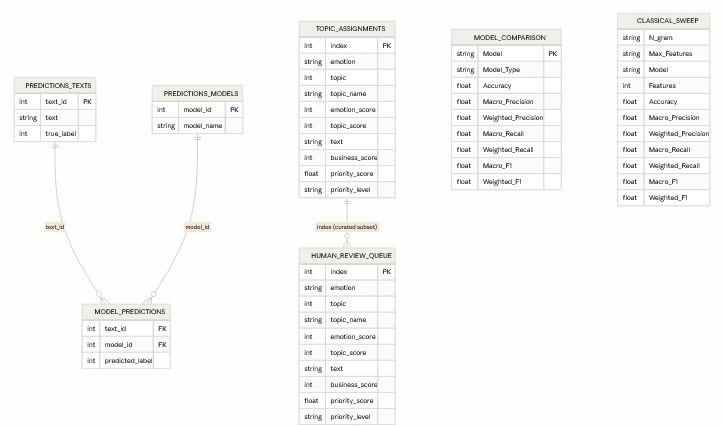 PREDICTIONS_TEXTS
int text_id PK
string text
int true_label
PREDICTIONS_MODELS
int model_id PK
string model_name
text_id
model_id
MODEL_PREDICTIONS
int text_id FK
int model_id FK
int predicted_label
TOPIC_ASSIGNMENTS
int index PK
string emotion
int topic
string topic_name
int emotion_score
int topic_score
string text
int business_score
float priority_score
string priority_level
index (curated subset)
HUMAN_REVIEW_QUEUE
int index PK
string emotion
int topic
string topic_name
int emotion_score
int topic_score
string text
int business_score
float priority_score
string priority_level
MODEL_COMPARISON
string Model PK
string Model_Type
float Accuracy
float Macro_Precision
float Weighted_Precision
float Macro_Recall
float Weighted_Recall
float Macro_F1
float Weighted_F1
CLASSICAL_SWEEP
string N_gram
string Max_Features
string Model
int Features
float Accuracy
float Macro_Precision
float Weighted_Precision
float Macro_Recall
float Weighted_Recall
float Macro_F1
float Weighted_F1